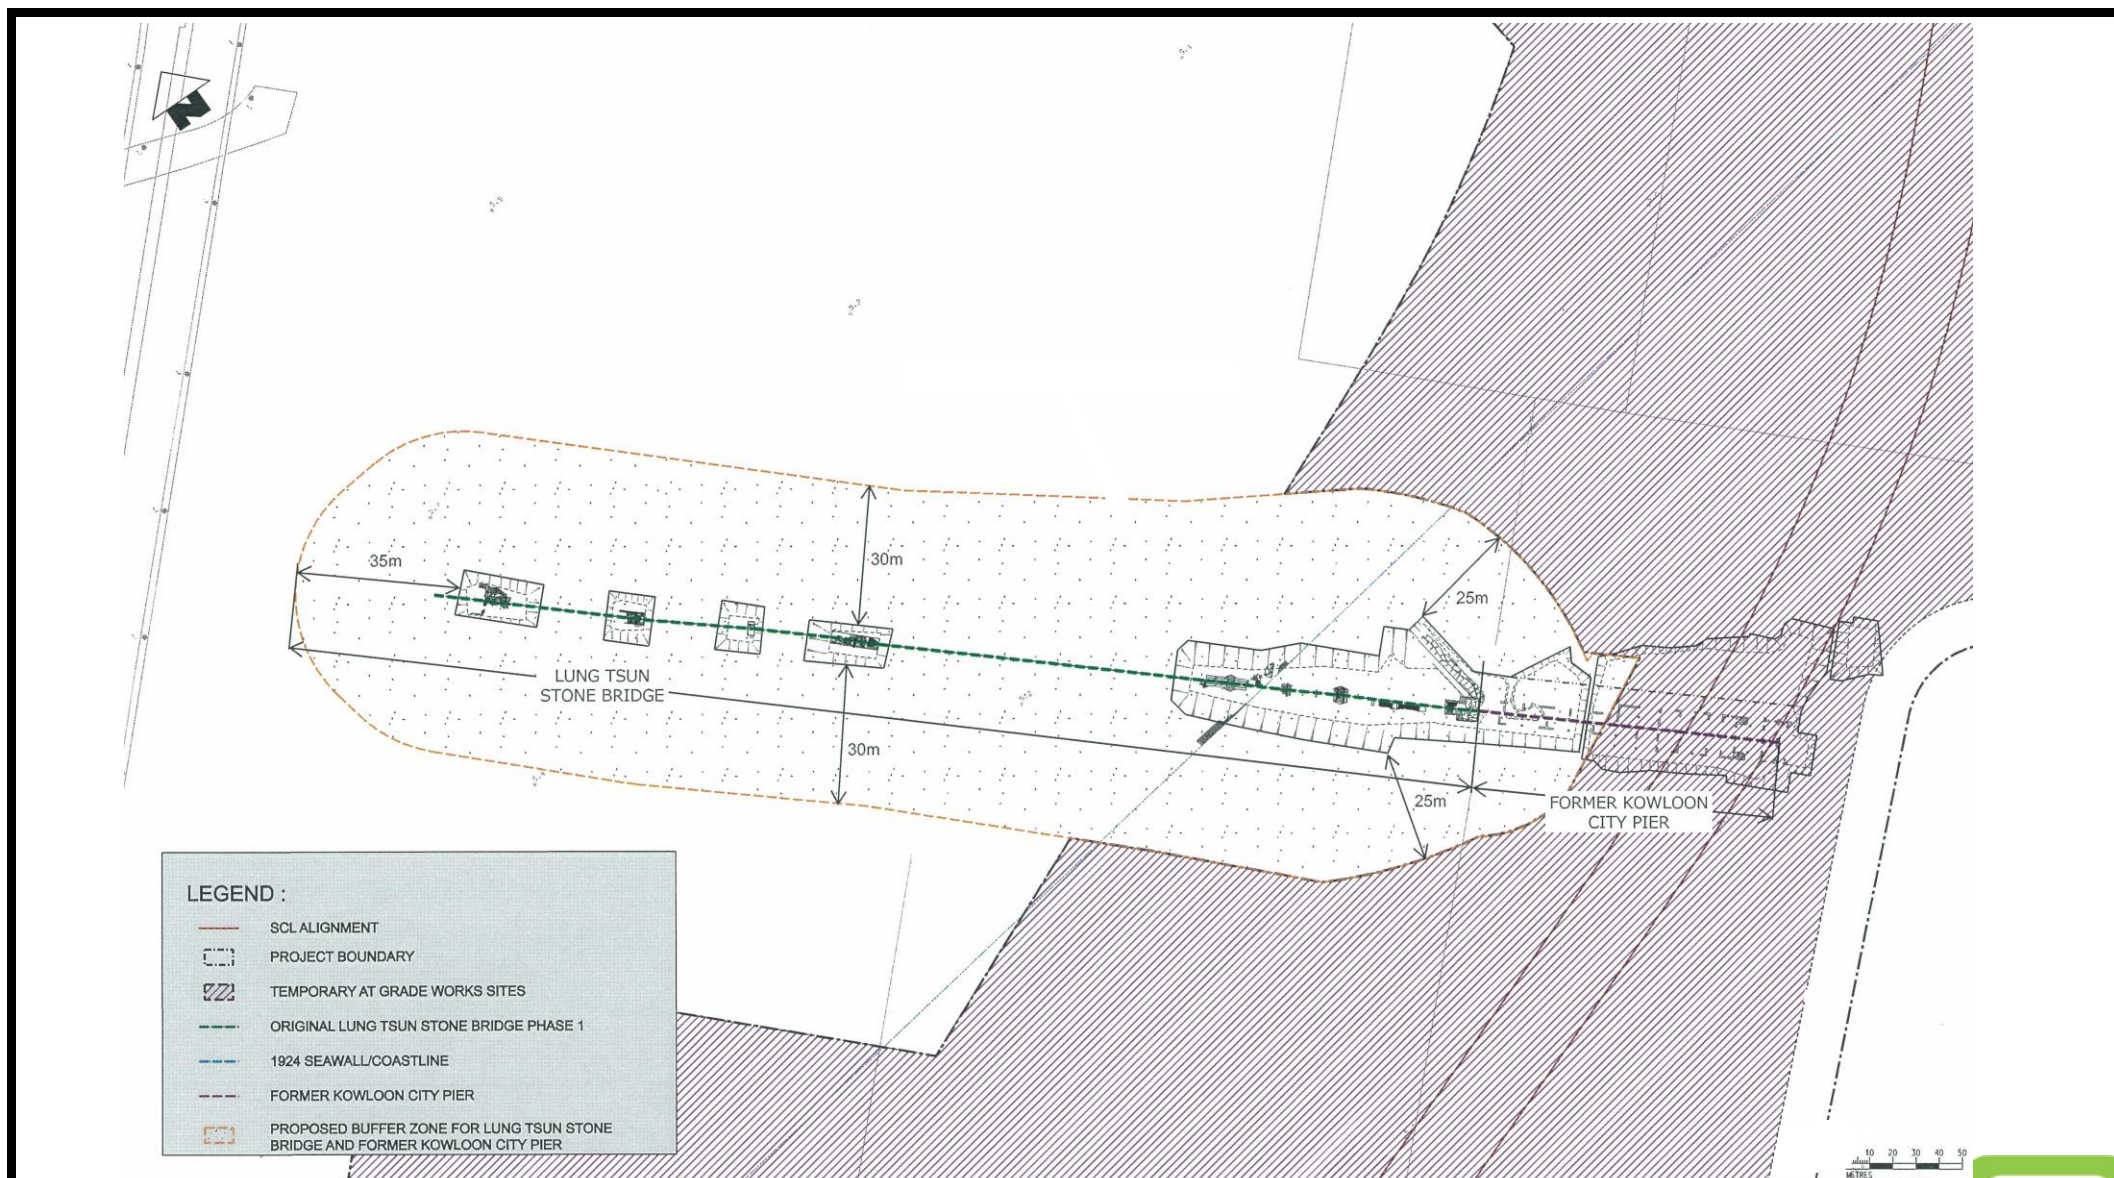 N
35m
30m
25m
LUNG TSUN
STONE BRIDGE
30m
25m
FORMER KOWLOON
CITY PIER
LEGEND :
SCL ALIGNMENT
PROJECT BOUNDARY
TEMPORARY AT GRADE WORKS SITES
ORIGINAL LUNG TSUN STONE BRIDGE PHASE 1
1924 SEAWALL/COASTLINE
FORMER KOWLOON CITY PIER
PROPOSED BUFFER ZONE FOR LUNG TSUN STONE
BRIDGE AND FORMER KOWLOON CITY PIER
10 20 30 40 50
METRES